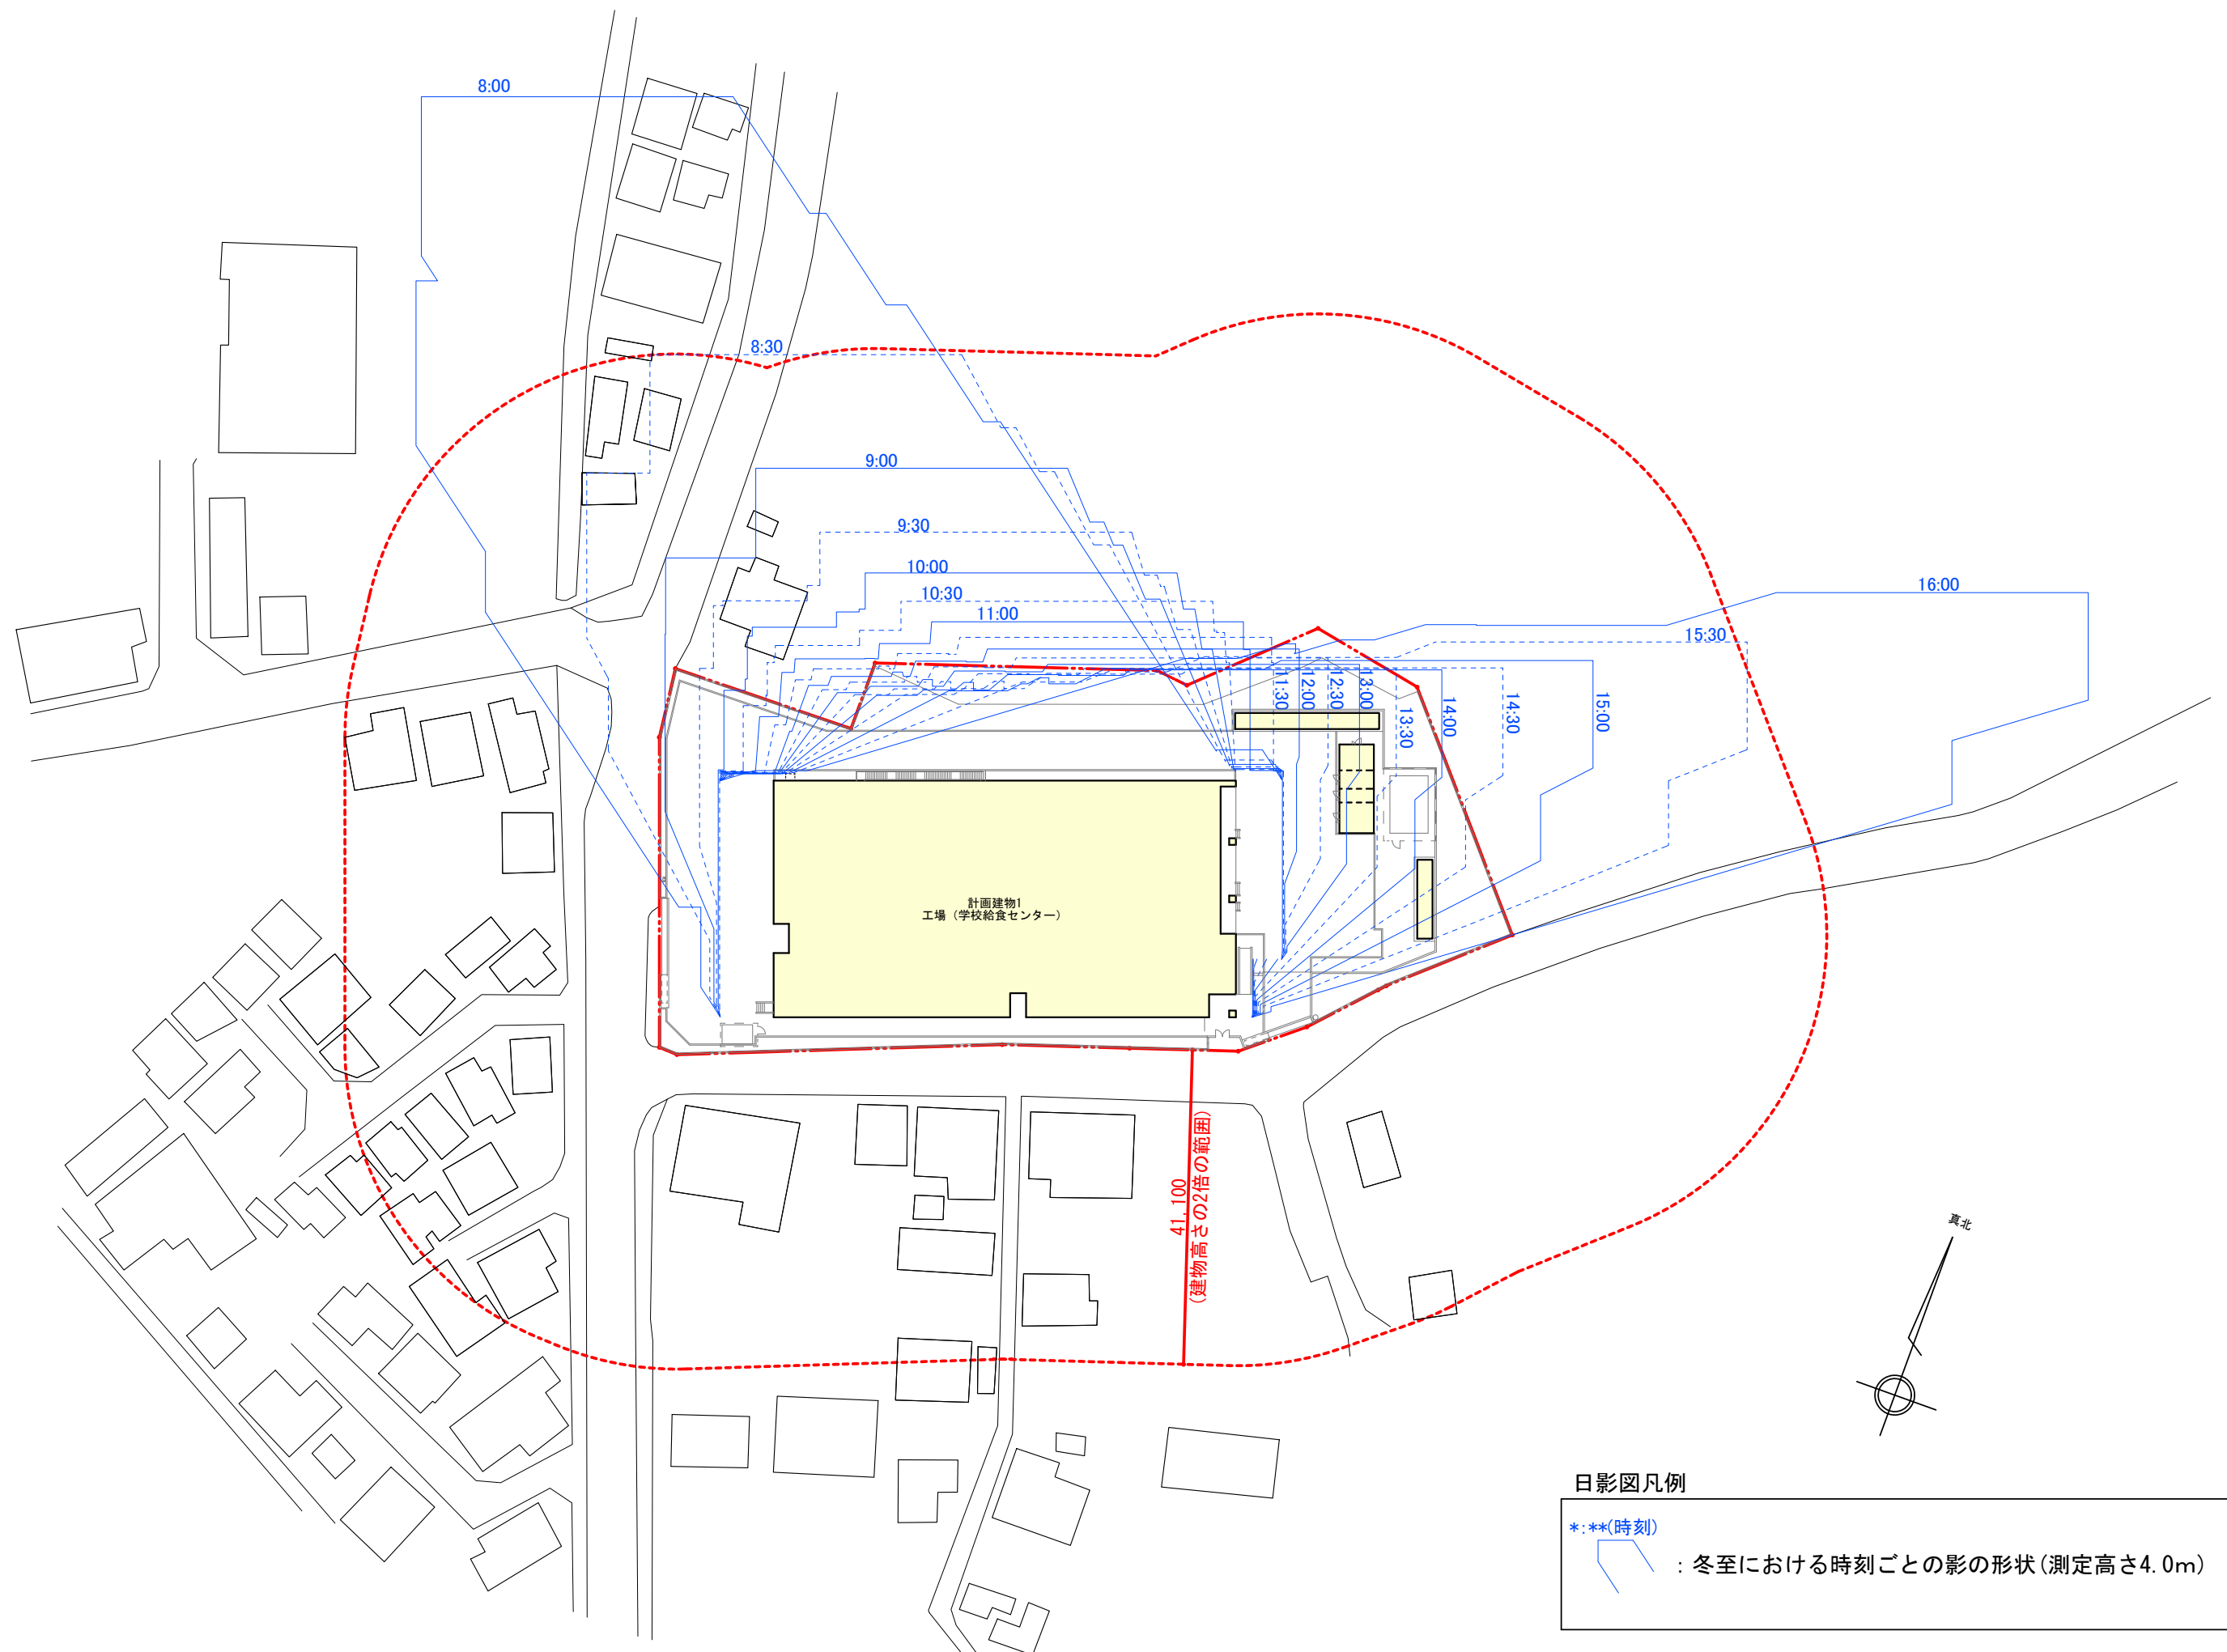 8:00
8:30
9:00
9:30
10:00
10:30
11:00
11:30
12:00
12:30
13:00
13:30
14:00
14:30
15:00
15:30
16:00
計画建物1
工場（学校給食センター）
41.100
(建物高さの2倍の範囲)
真北
日影図凡例
*:**(時刻)
：冬至における時刻ごとの影の形状(測定高さ4.0m)